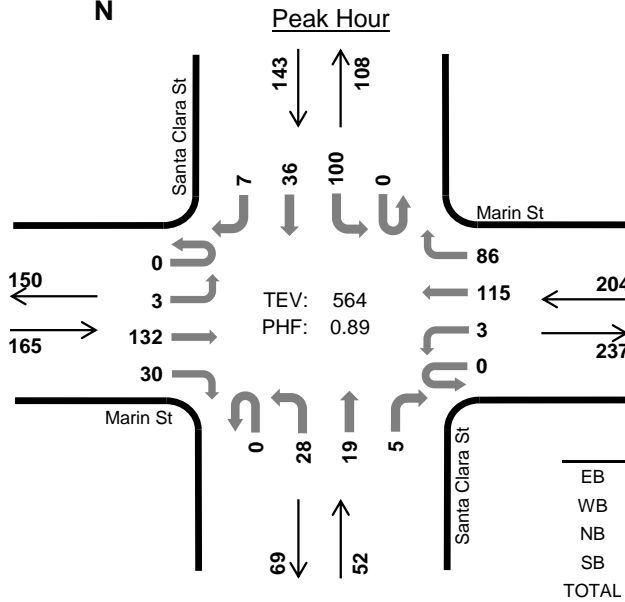 N
Peak Hour
143
108
Santa Clara St
7
36
100
0
Marin St
0
86
150
3
TEV: 564
115
204
165
132
PHF: 0.89
3
237
30
0
Marin St
0
28
19
5
Santa Clara St
69
52
EB
WB
NB
SB
TOTAL